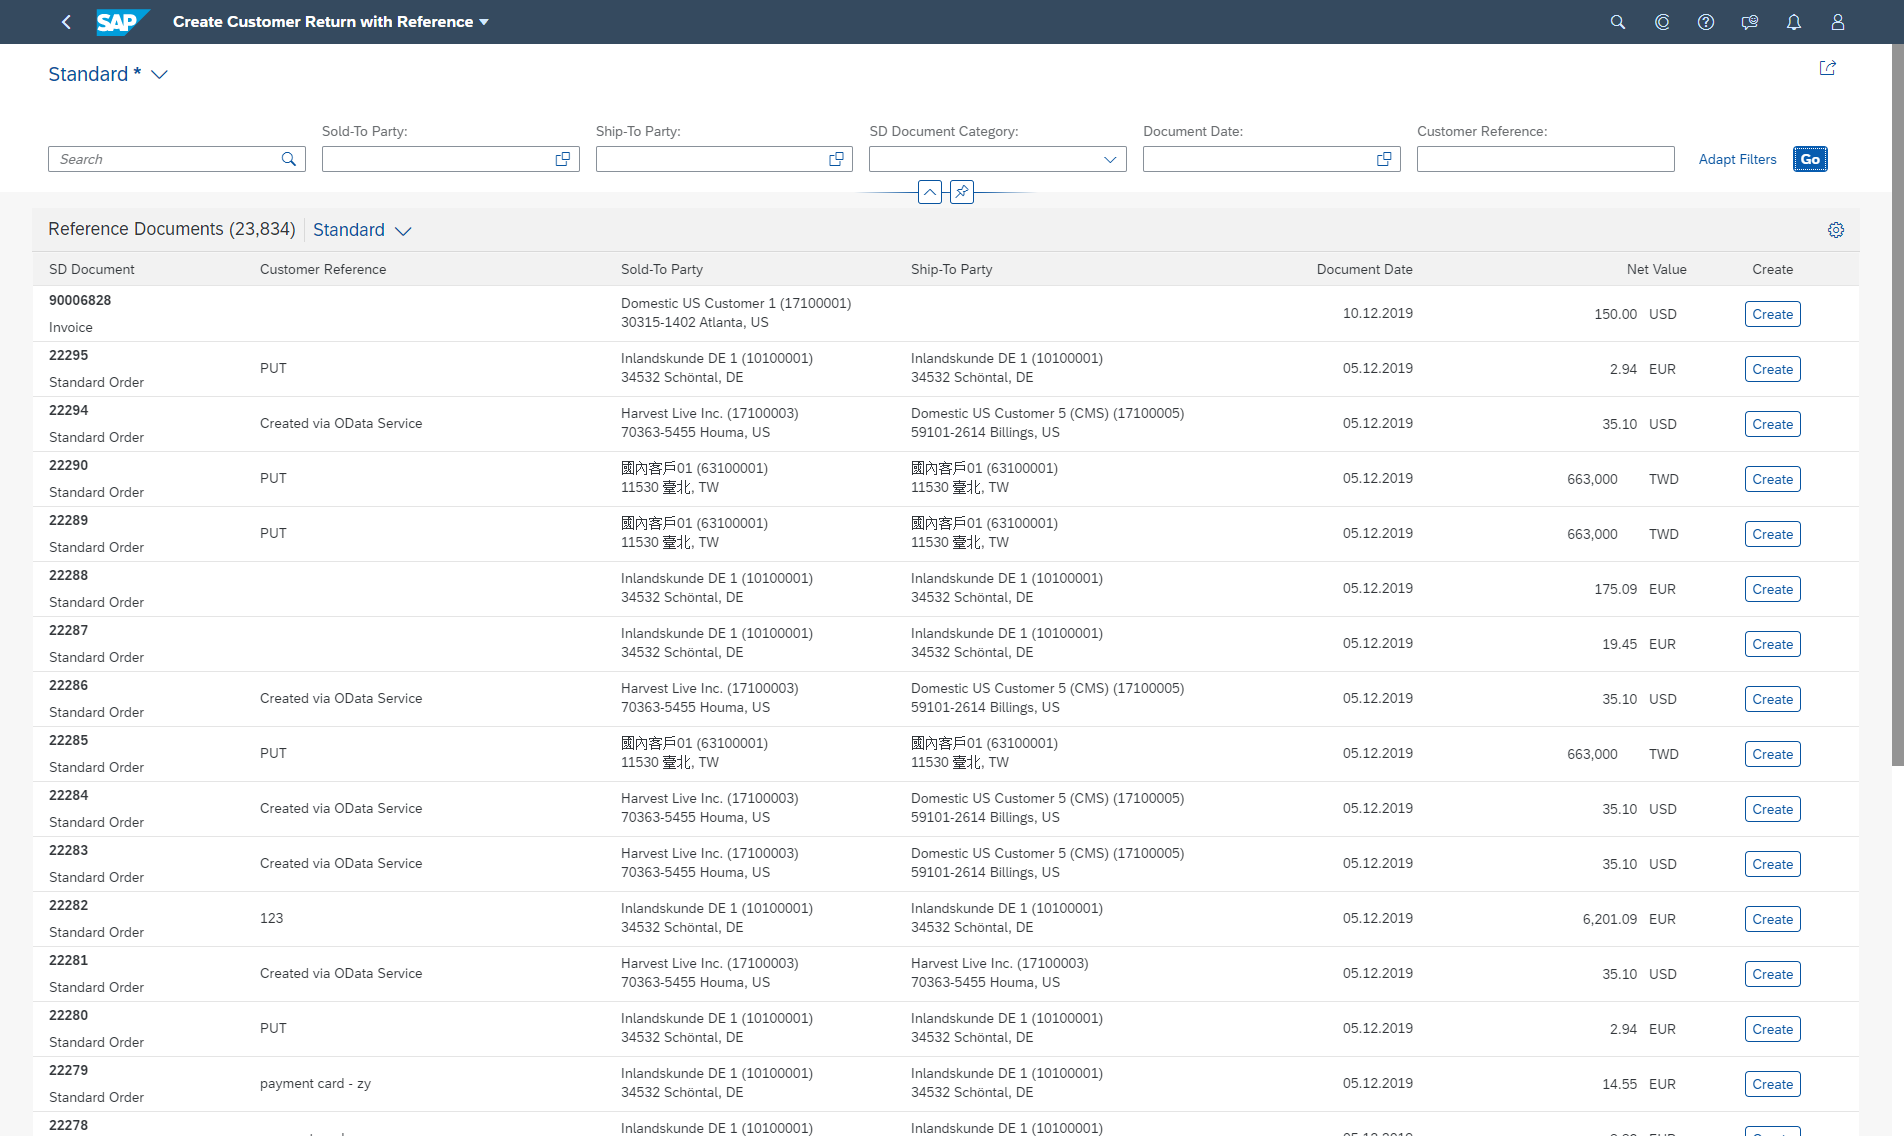 SAP Create Customer Return with Reference
Standard *
Sold-To Party: Ship-To Party: SD Document Category: Document Date: Customer Reference:
Search Adapt Filters Go
Reference Documents (23,834) Standard
SD Document Customer Reference Sold-To Party Ship-To Party Document Date Net Value Create
90006828
Invoice
Domestic US Customer 1 (17100001)
30315-1402 Atlanta, US
10.12.2019 150.00 USD Create
22295
Standard Order
PUT
Inlandskunde DE 1 (10100001)
34532 Schöntal, DE
Inlandskunde DE 1 (10100001)
34532 Schöntal, DE
05.12.2019 2.94 EUR Create
22294
Standard Order
Created via OData Service
Harvest Live Inc. (17100003)
70363-5455 Houma, US
Domestic US Customer 5 (CMS) (17100005)
59101-2614 Billings, US
05.12.2019 35.10 USD Create
22290
Standard Order
PUT
國內客戶01 (63100001)
11530 臺北, TW
國內客戶01 (63100001)
11530 臺北, TW
05.12.2019 663,000 TWD Create
22289
Standard Order
PUT
國內客戶01 (63100001)
11530 臺北, TW
國內客戶01 (63100001)
11530 臺北, TW
05.12.2019 663,000 TWD Create
22288
Standard Order
Inlandskunde DE 1 (10100001)
34532 Schöntal, DE
Inlandskunde DE 1 (10100001)
34532 Schöntal, DE
05.12.2019 175.09 EUR Create
22287
Standard Order
Inlandskunde DE 1 (10100001)
34532 Schöntal, DE
Inlandskunde DE 1 (10100001)
34532 Schöntal, DE
05.12.2019 19.45 EUR Create
22286
Standard Order
Created via OData Service
Harvest Live Inc. (17100003)
70363-5455 Houma, US
Domestic US Customer 5 (CMS) (17100005)
59101-2614 Billings, US
05.12.2019 35.10 USD Create
22285
Standard Order
PUT
國內客戶01 (63100001)
11530 臺北, TW
國內客戶01 (63100001)
11530 臺北, TW
05.12.2019 663,000 TWD Create
22284
Standard Order
Created via OData Service
Harvest Live Inc. (17100003)
70363-5455 Houma, US
Domestic US Customer 5 (CMS) (17100005)
59101-2614 Billings, US
05.12.2019 35.10 USD Create
22283
Standard Order
Created via OData Service
Harvest Live Inc. (17100003)
70363-5455 Houma, US
Domestic US Customer 5 (CMS) (17100005)
59101-2614 Billings, US
05.12.2019 35.10 USD Create
22282
Standard Order
123
Inlandskunde DE 1 (10100001)
34532 Schöntal, DE
Inlandskunde DE 1 (10100001)
34532 Schöntal, DE
05.12.2019 6,201.09 EUR Create
22281
Standard Order
Created via OData Service
Harvest Live Inc. (17100003)
70363-5455 Houma, US
Harvest Live Inc. (17100003)
70363-5455 Houma, US
05.12.2019 35.10 USD Create
22280
Standard Order
PUT
Inlandskunde DE 1 (10100001)
34532 Schöntal, DE
Inlandskunde DE 1 (10100001)
34532 Schöntal, DE
05.12.2019 2.94 EUR Create
22279
Standard Order
payment card - zy
Inlandskunde DE 1 (10100001)
34532 Schöntal, DE
Inlandskunde DE 1 (10100001)
34532 Schöntal, DE
05.12.2019 14.55 EUR Create
22278
Inlandskunde DE 1 (10100001)
Inlandskunde DE 1 (10100001)